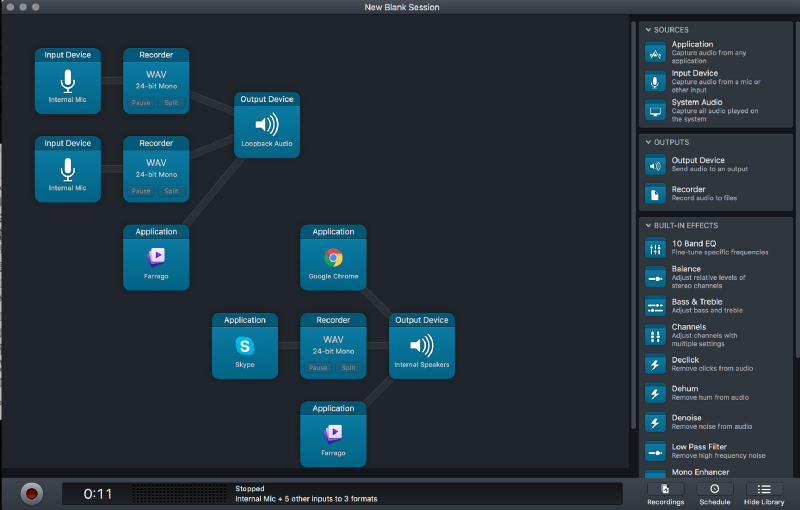 New Blank Session
Input Device
Internal Mic
Recorder
WAV
24-bit Mono
Pause Split
Output Device
Loopback Audio
Input Device
Internal Mic
Recorder
WAV
24-bit Mono
Pause Split
Application
Farrago
Application
Google Chrome
Application
Skype
Recorder
WAV
24-bit Mono
Pause Split
Output Device
Internal Speakers
Application
Farrago
SOURCES
Application
Capture audio from any
application
Input Device
Capture audio from a mic or
other input
System Audio
Capture all audio played on
the system
OUTPUTS
Output Device
Send audio to an output
Recorder
Record audio to files
BUILT-IN EFFECTS
10 Band EQ
Fine-tune specific frequencies
Balance
Adjust relative levels of
stereo channels
Bass & Treble
Adjust bass and treble
Channels
Adjust channels with
multiple settings
Declick
Remove clicks from audio
Dehum
Remove hum from audio
Denoise
Remove noise from audio
Low Pass Filter
Remove high frequency noise
Mono Enhancer
0:11
Stopped
Internal Mic + 5 other inputs to 3 formats
Recordings
Schedule
Hide Library